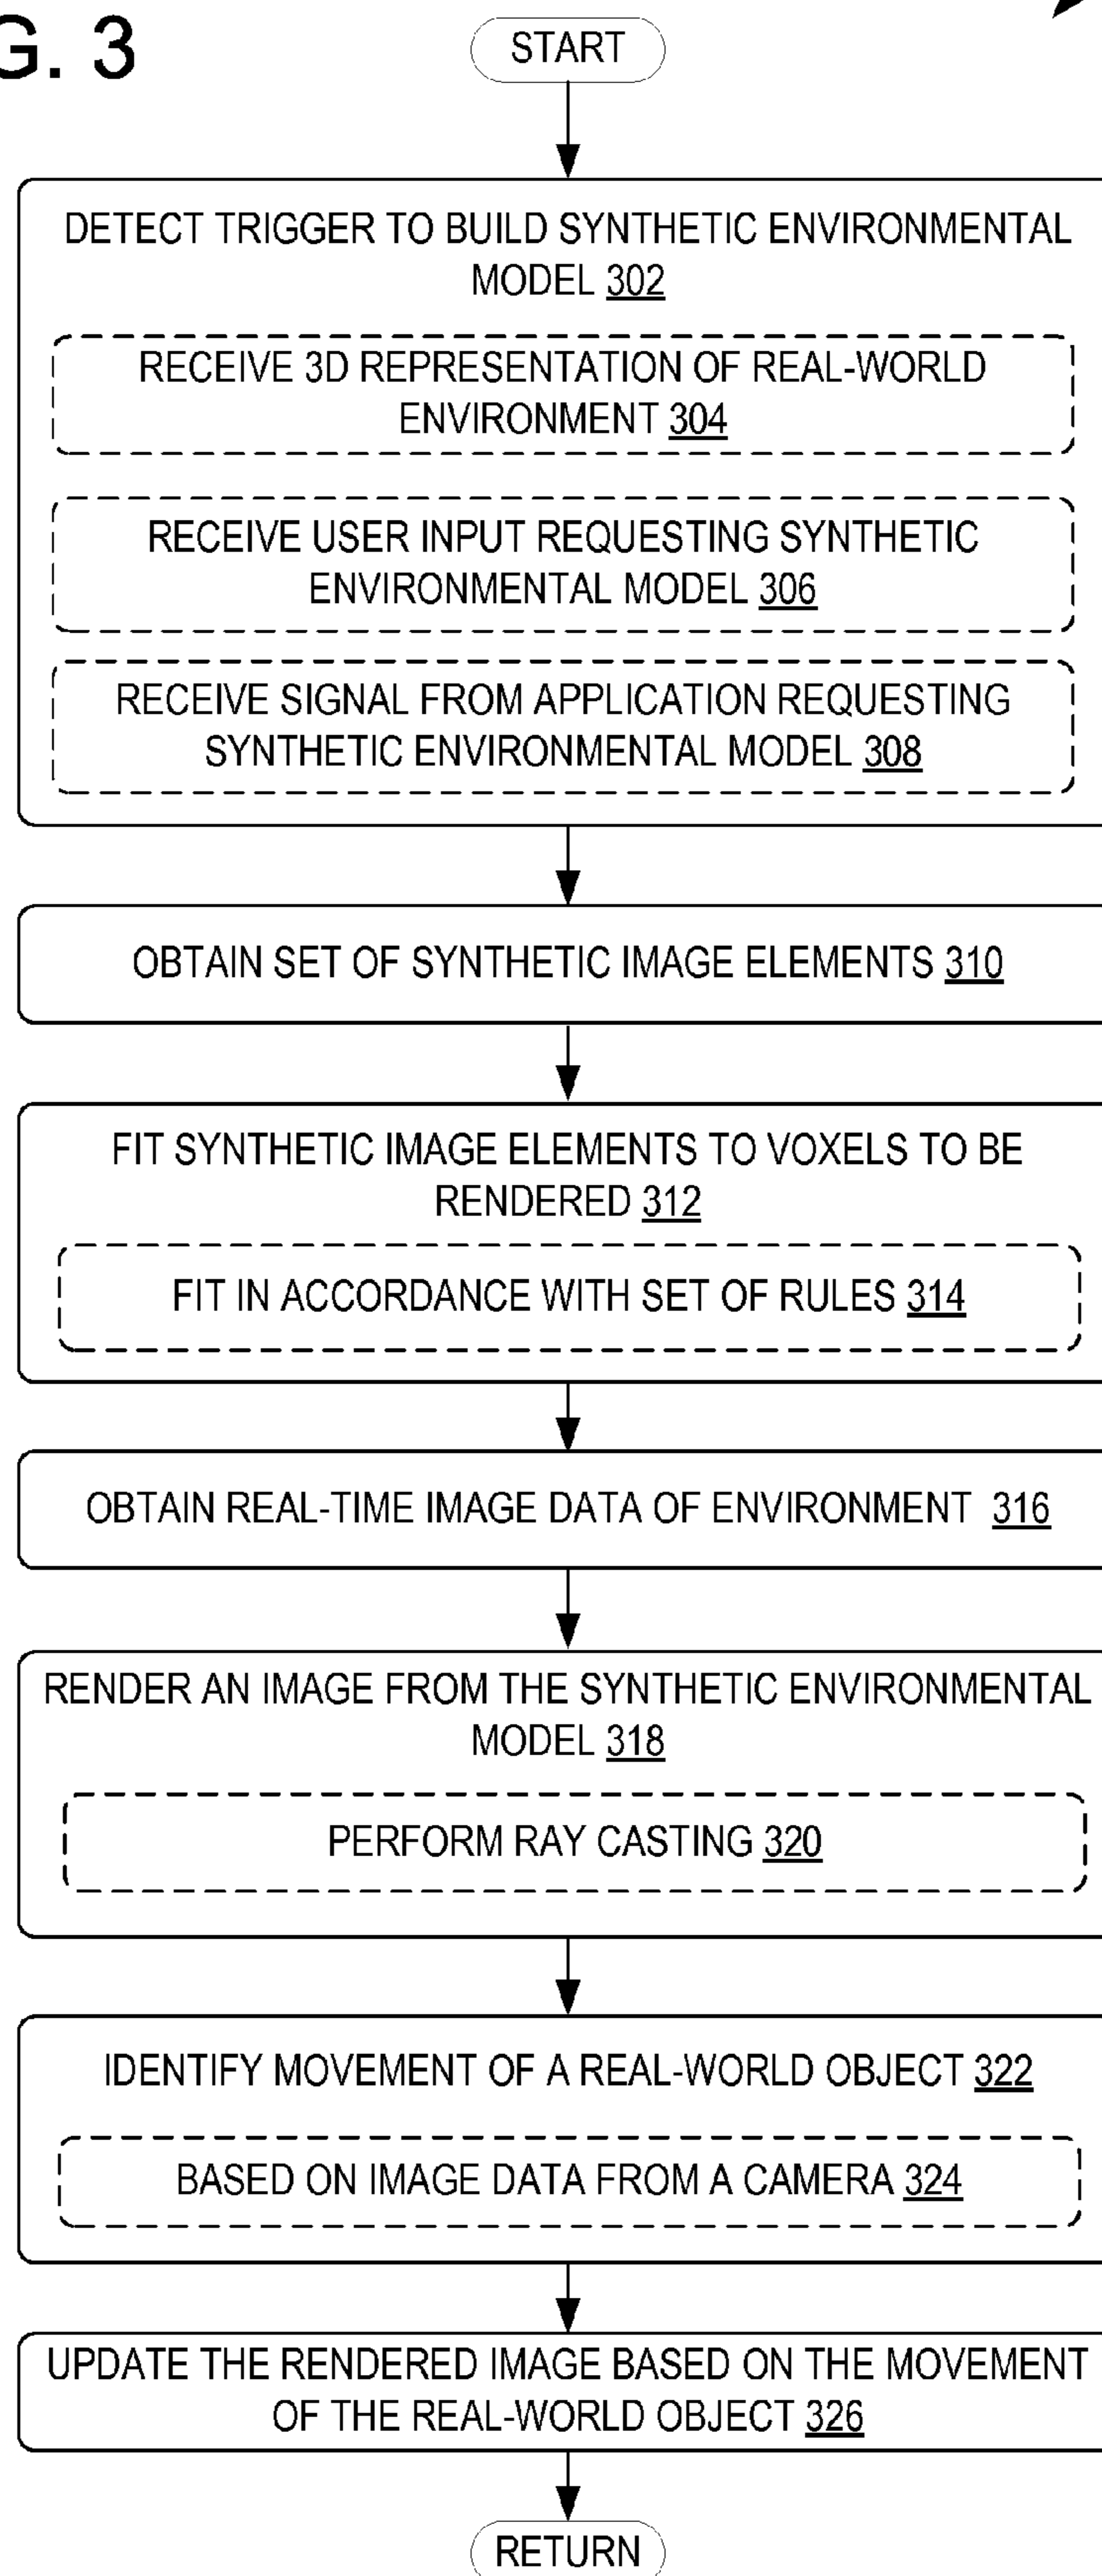 G. 3
START
DETECT TRIGGER TO BUILD SYNTHETIC ENVIRONMENTAL
MODEL 302
RECEIVE 3D REPRESENTATION OF REAL-WORLD
ENVIRONMENT 304
RECEIVE USER INPUT REQUESTING SYNTHETIC
ENVIRONMENTAL MODEL 306
RECEIVE SIGNAL FROM APPLICATION REQUESTING
SYNTHETIC ENVIRONMENTAL MODEL 308
OBTAIN SET OF SYNTHETIC IMAGE ELEMENTS 310
FIT SYNTHETIC IMAGE ELEMENTS TO VOXELS TO BE
RENDERED 312
FIT IN ACCORDANCE WITH SET OF RULES 314
OBTAIN REAL-TIME IMAGE DATA OF ENVIRONMENT 316
RENDER AN IMAGE FROM THE SYNTHETIC ENVIRONMENTAL
MODEL 318
PERFORM RAY CASTING 320
IDENTIFY MOVEMENT OF A REAL-WORLD OBJECT 322
BASED ON IMAGE DATA FROM A CAMERA 324
UPDATE THE RENDERED IMAGE BASED ON THE MOVEMENT
OF THE REAL-WORLD OBJECT 326
RETURN